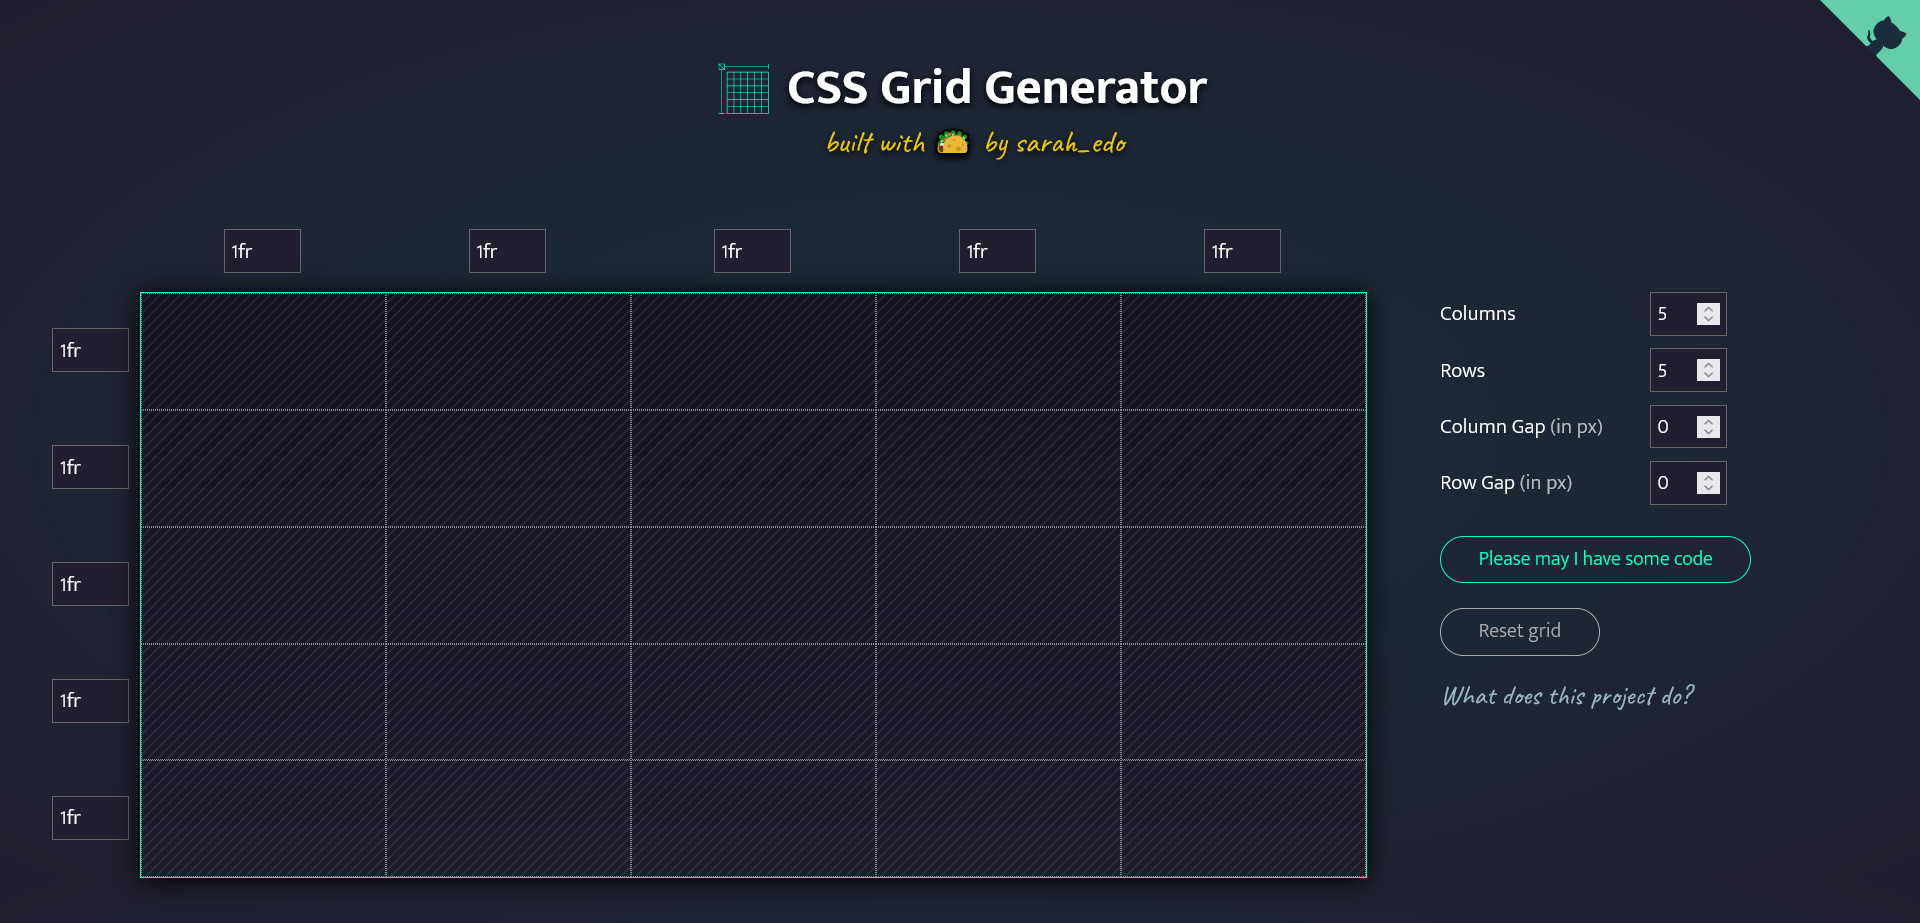 CSS Grid Generator
built with by sarah_edo
1fr 1fr 1fr 1fr 1fr
1fr
1fr
1fr
1fr
1fr
Columns 5
Rows 5
Column Gap (in px) 0
Row Gap (in px) 0
Please may I have some code
Reset grid
What does this project do?